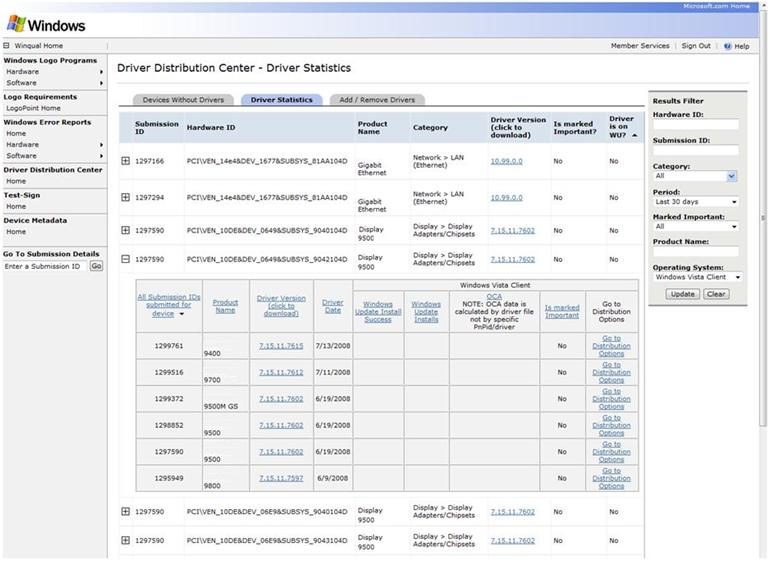 Microsoft.com Home
Windows
Winqual Home
Member Services | Sign Out | Help
Windows Logo Programs
Hardware
Software
Logo Requirements
LogoPoint Home
Windows Error Reports
Home
Hardware
Software
Driver Distribution Center
Home
Test-Sign
Home
Device Metadata
Home
Go To Submission Details
Enter a Submission ID Go
Driver Distribution Center - Driver Statistics
Devices Without Drivers Driver Statistics Add / Remove Drivers
Submission ID Hardware ID Product Name Category Driver Version (click to download) Is marked Important? Driver is on WU?
1297166 PCI\VEN_14e4&DEV_1677&SUBSYS_81AA104D Gigabit Ethernet Network > LAN (Ethernet) 10.99.0.0 No No
1297294 PCI\VEN_14e4&DEV_1677&SUBSYS_81AA104D Gigabit Ethernet Network > LAN (Ethernet) 10.99.0.0 No No
1297590 PCI\VEN_10DE&DEV_0649&SUBSYS_9040104D Display 9500 Display > Display Adapters/Chipsets 7.15.11.7602 No No
1297590 PCI\VEN_10DE&DEV_0649&SUBSYS_9042104D Display 9500 Display > Display Adapters/Chipsets 7.15.11.7602 No No
Windows Vista Client
All Submission IDs submitted for device Product Name Driver Version (click to download) Driver Date Windows Update Install Success Windows Update Installs OCA NOTE: OCA data is calculated by driver file not by specific PnPid/driver Is marked Important Go to Distribution Options
1299761 9400 7.15.11.7615 7/13/2008 No Go to Distribution Options
1299516 9700 7.15.11.7612 7/11/2008 No Go to Distribution Options
1299372 9500M GS 7.15.11.7602 6/19/2008 No Go to Distribution Options
1298852 9500 7.15.11.7602 6/19/2008 No Go to Distribution Options
1297590 9500 7.15.11.7602 6/19/2008 No Go to Distribution Options
1295949 9800 7.15.11.7597 6/9/2008 No Go to Distribution Options
1297590 PCI\VEN_10DE&DEV_06E9&SUBSYS_9040104D Display 9500 Display > Display Adapters/Chipsets 7.15.11.7602 No No
1297590 PCI\VEN_10DE&DEV_06E9&SUBSYS_9043104D Display 9500 Display > Display Adapters/Chipsets 7.15.11.7602 No No
Results Filter
Hardware ID:
Submission ID:
Category:
All
Period:
Last 30 days
Marked Important:
All
Product Name:
Operating System:
Windows Vista Client
Update Clear